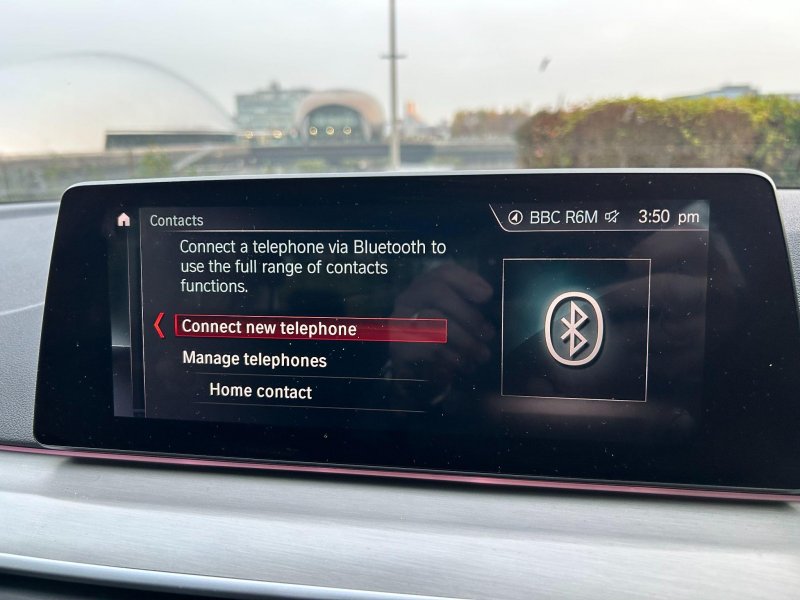 Contacts
BBC R6M 3:50 pm
Connect a telephone via Bluetooth to
use the full range of contacts
functions.
Connect new telephone
Manage telephones
Home contact